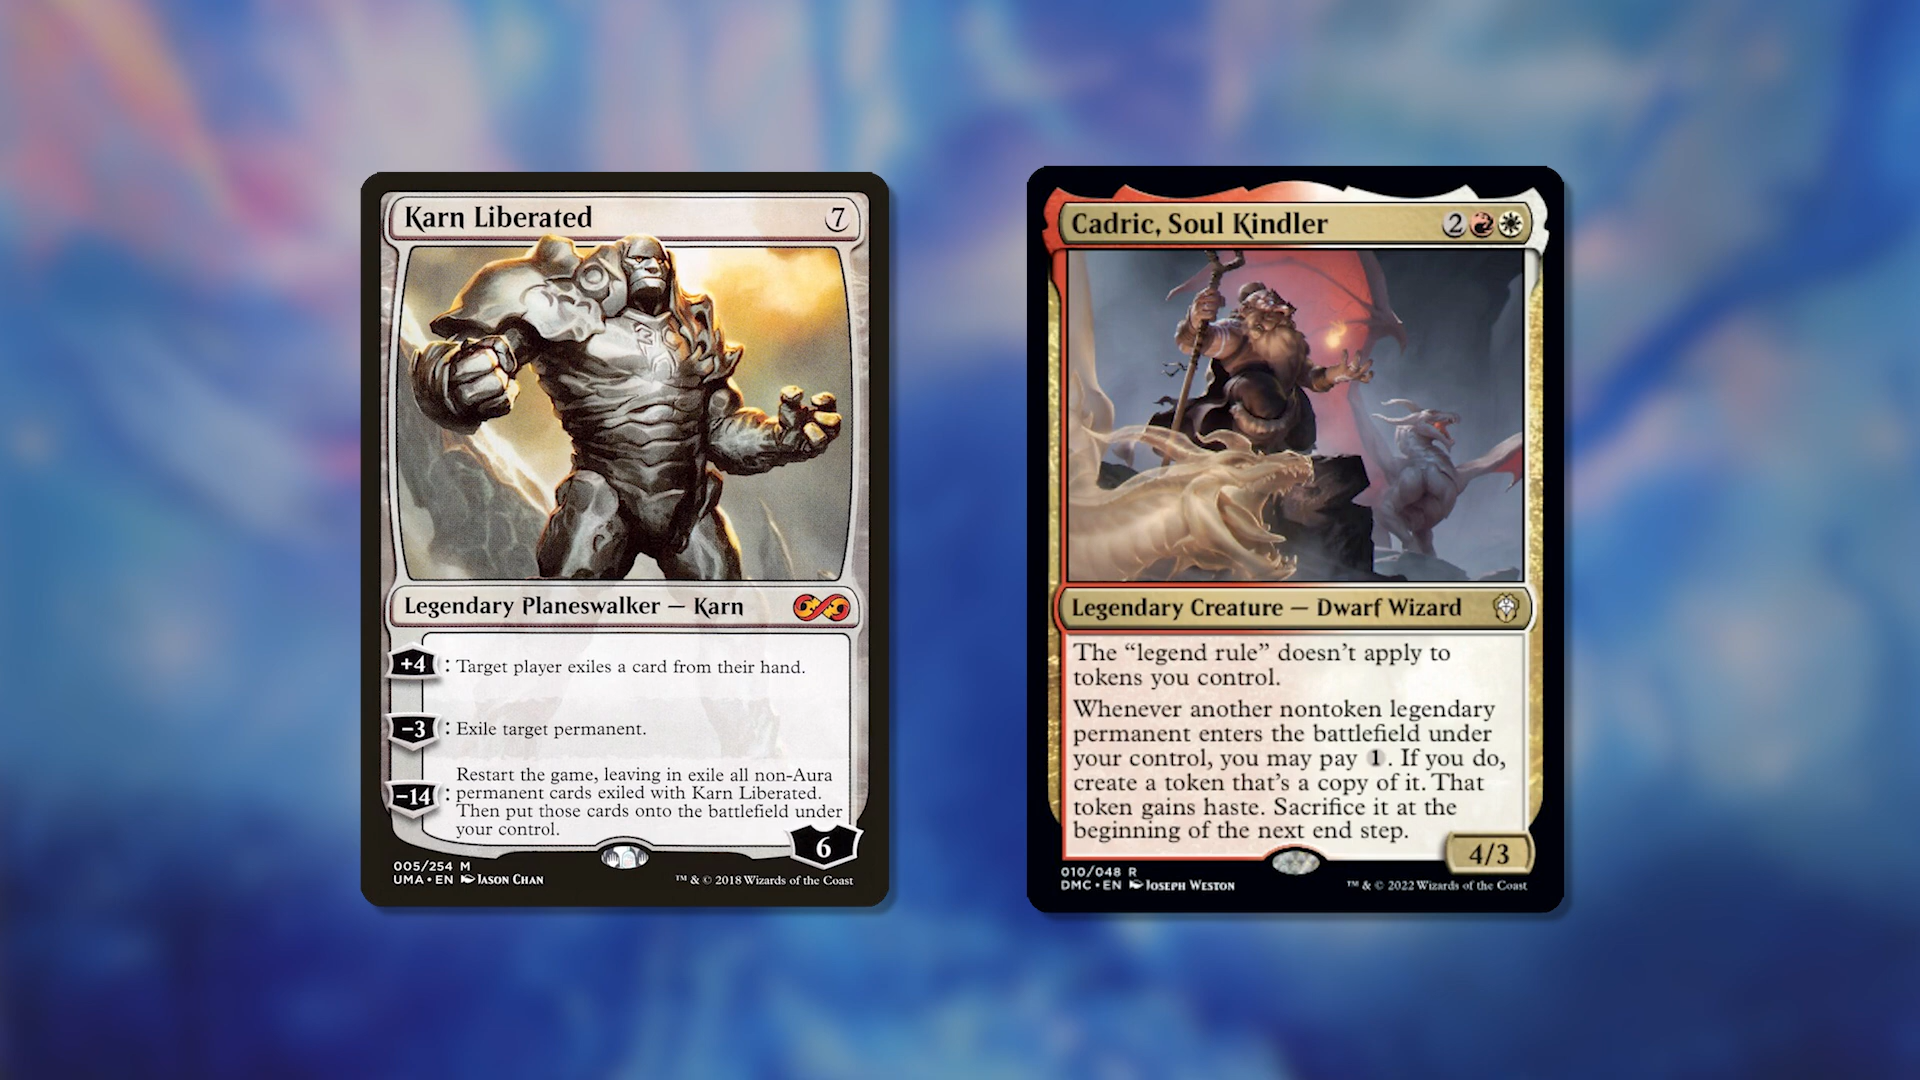 Karn Liberated 7
Legendary Planeswalker — Karn
+4 : Target player exiles a card from their hand.
−3 : Exile target permanent.
Restart the game, leaving in exile all non-Aura
−14 : permanent cards exiled with Karn Liberated.
Then put those cards onto the battlefield under
your control.
6
005/254 M
UMA • EN Jason Chan
™ & © 2018 Wizards of the Coast
Cadric, Soul Kindler 2
Legendary Creature — Dwarf Wizard
The “legend rule” doesn’t apply to
tokens you control.
Whenever another nontoken legendary
permanent enters the battlefield under
your control, you may pay 1. If you do,
create a token that’s a copy of it. That
token gains haste. Sacrifice it at the
beginning of the next end step.
4/3
010/048 R
DMC • EN Joseph Weston
™ & © 2022 Wizards of the Coast